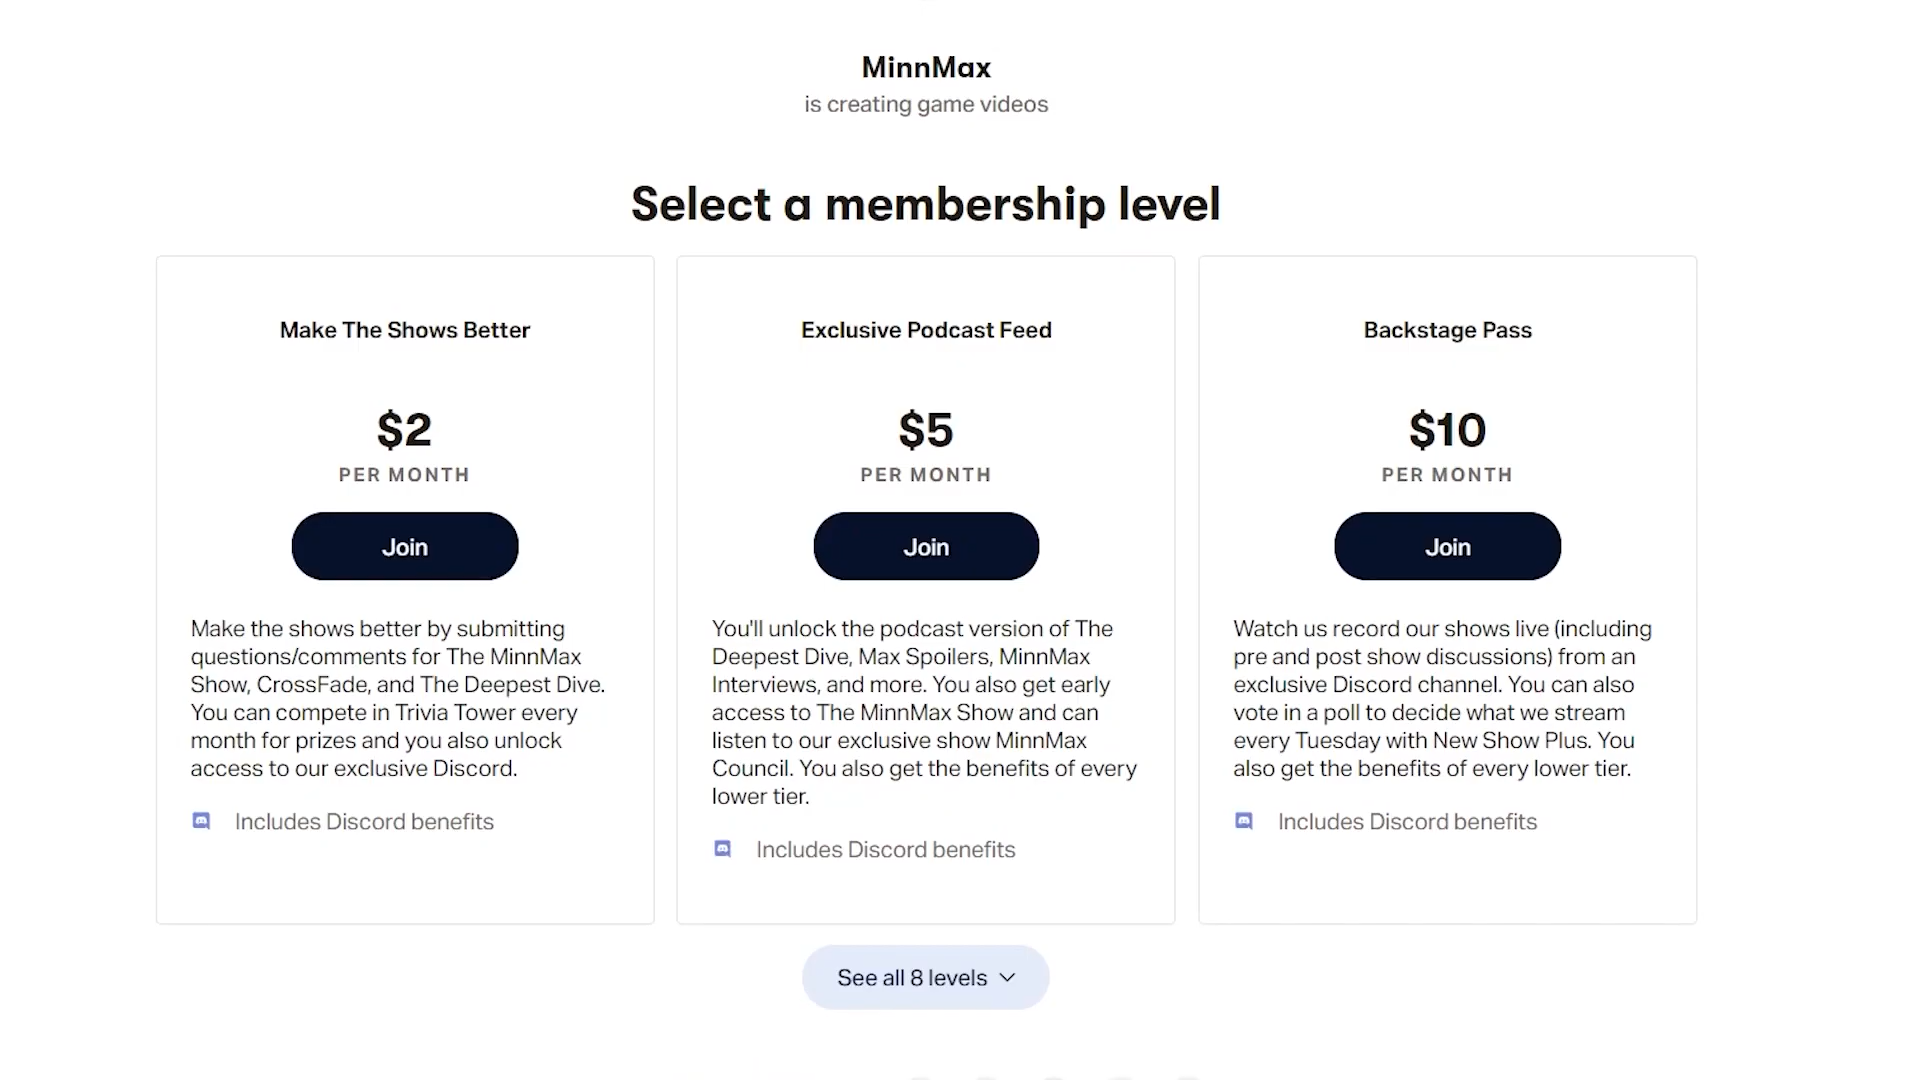 MinnMax
is creating game videos
Select a membership level
Make The Shows Better
$2
PER MONTH
Join
Make the shows better by submitting
questions/comments for The MinnMax
Show, CrossFade, and The Deepest Dive.
You can compete in Trivia Tower every
month for prizes and you also unlock
access to our exclusive Discord.
Includes Discord benefits
Exclusive Podcast Feed
$5
PER MONTH
Join
You'll unlock the podcast version of The
Deepest Dive, Max Spoilers, MinnMax
Interviews, and more. You also get early
access to The MinnMax Show and can
listen to our exclusive show MinnMax
Council. You also get the benefits of every
lower tier.
Includes Discord benefits
Backstage Pass
$10
PER MONTH
Join
Watch us record our shows live (including
pre and post show discussions) from an
exclusive Discord channel. You can also
vote in a poll to decide what we stream
every Tuesday with New Show Plus. You
also get the benefits of every lower tier.
Includes Discord benefits
See all 8 levels